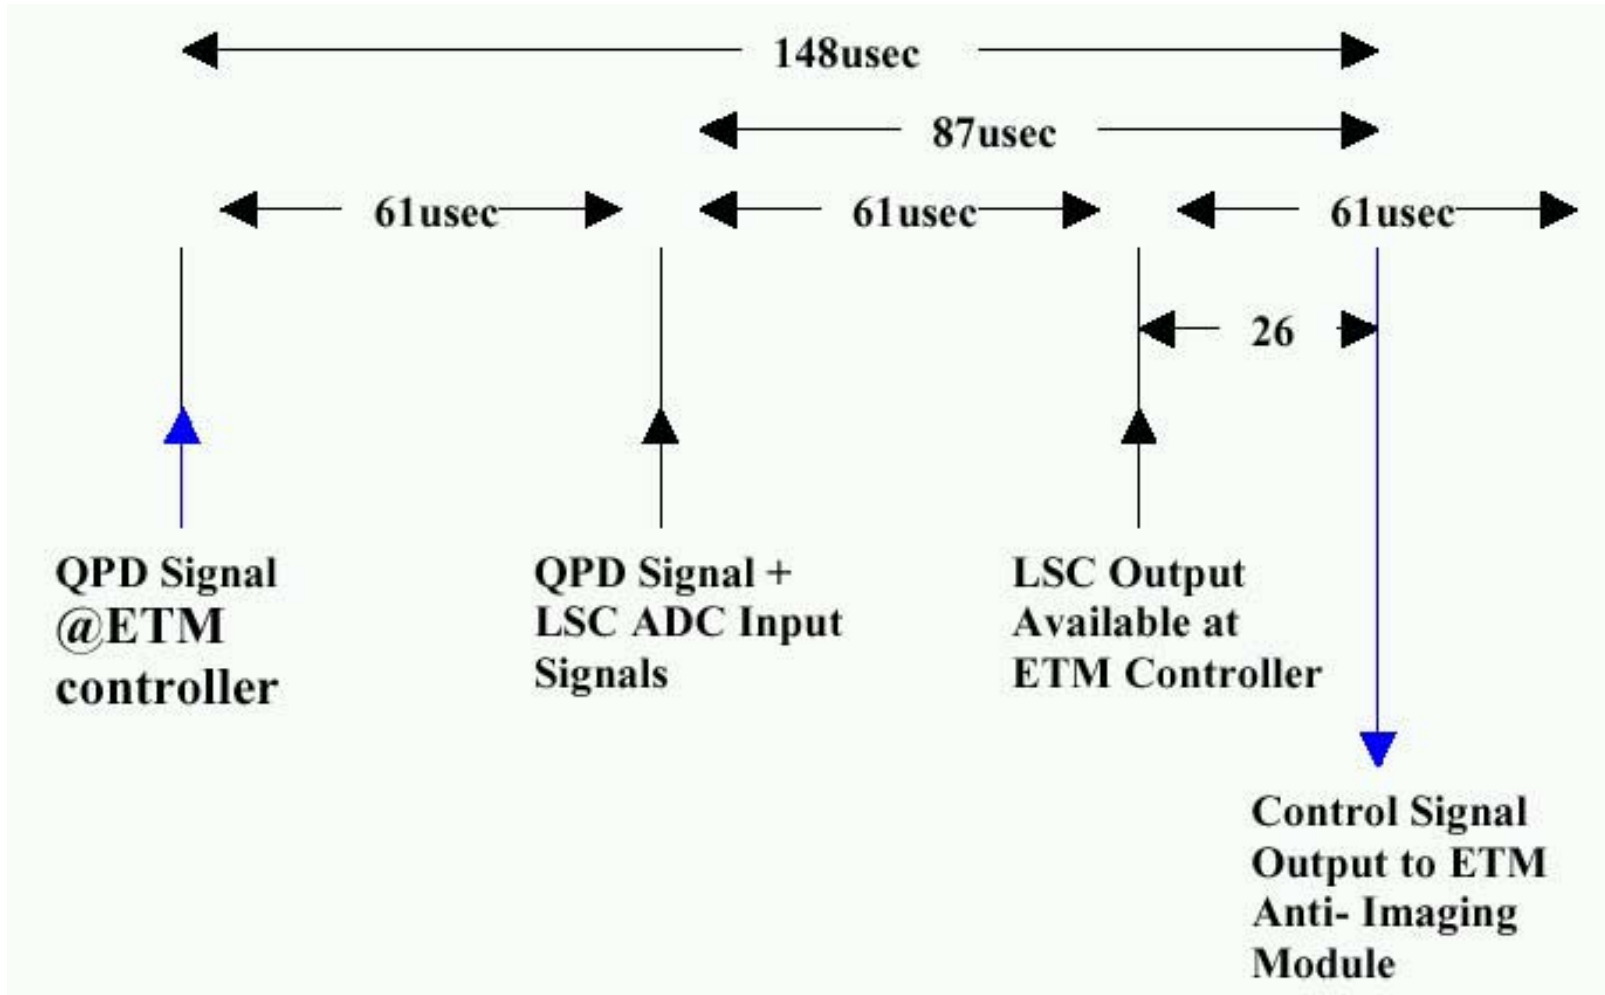 148usec
87usec
61usec
61usec
61usec
26
QPD Signal
@ETM
controller
QPD Signal +
LSC ADC Input
Signals
LSC Output
Available at
ETM Controller
Control Signal
Output to ETM
Anti- Imaging
Module